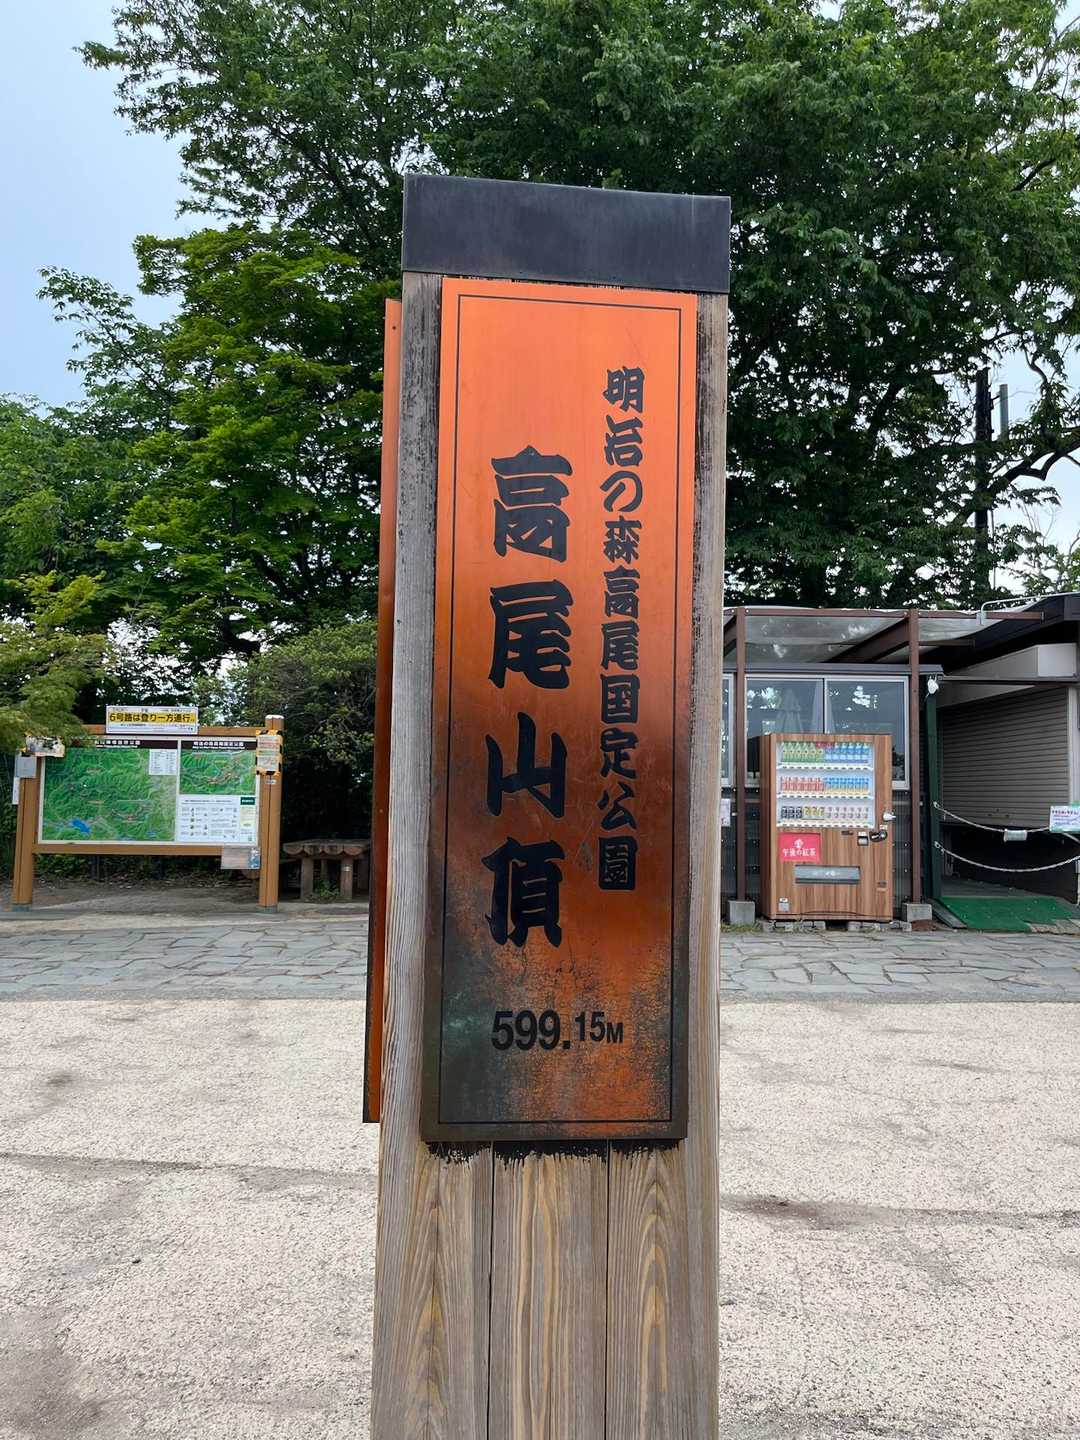 明治の森高尾国定公園
高尾山頂
599.15M
6号路は登り一方通行
午後の紅茶